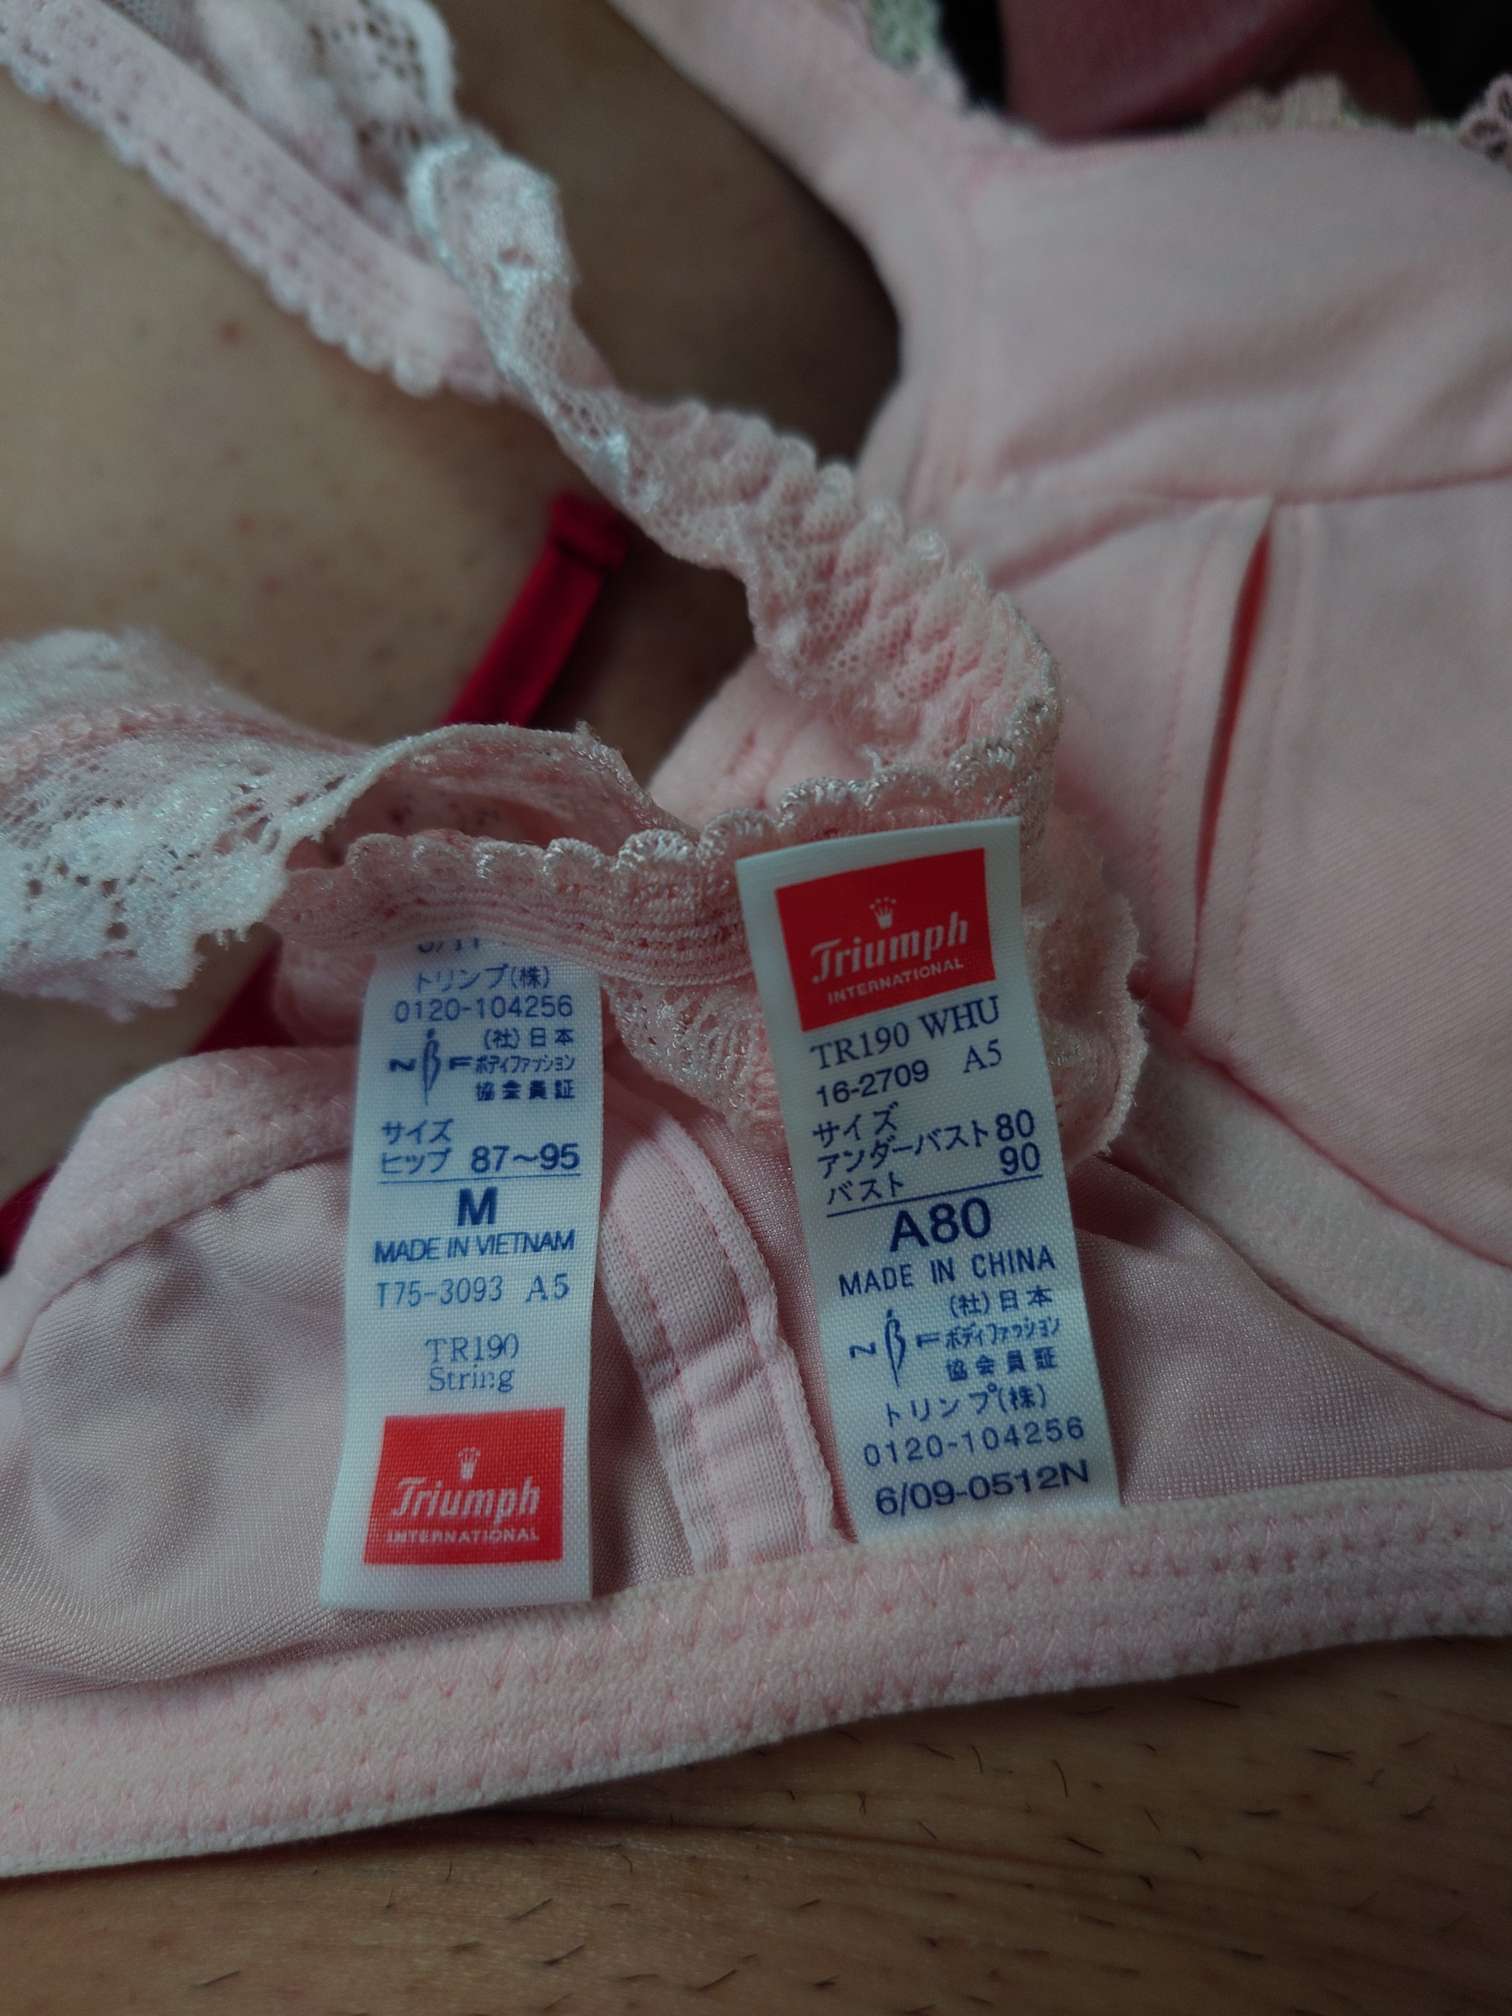 トリンプ(株)
0120-104256
(社)日本
NBF ボディファッション
協会員証
サイズ
ヒップ 87～95
M
MADE IN VIETNAM
T75-3093 A5
TR190
String
Triumph
INTERNATIONAL
Triumph
INTERNATIONAL
TR190 WHU
16-2709 A5
サイズ
アンダーバスト80
バスト 90
A80
MADE IN CHINA
(社)日本
NBF ボディファッション
協会員証
トリンプ(株)
0120-104256
6/09-0512N